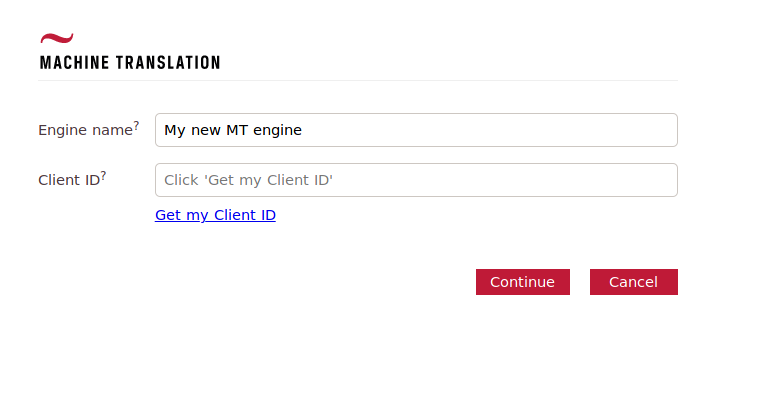 MACHINE TRANSLATION
Engine name?
My new MT engine
Client ID?
Click 'Get my Client ID'
Get my Client ID
Continue
Cancel